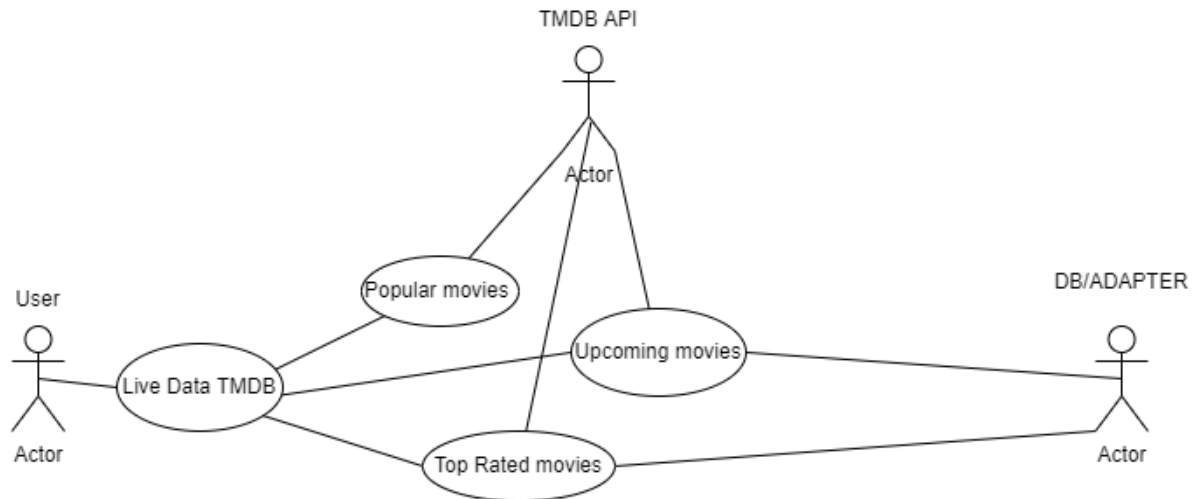 TMDB API
Actor
Popular movies
User
DB/ADAPTER
Upcoming movies
Live Data TMDB
Actor
Top Rated movies
Actor